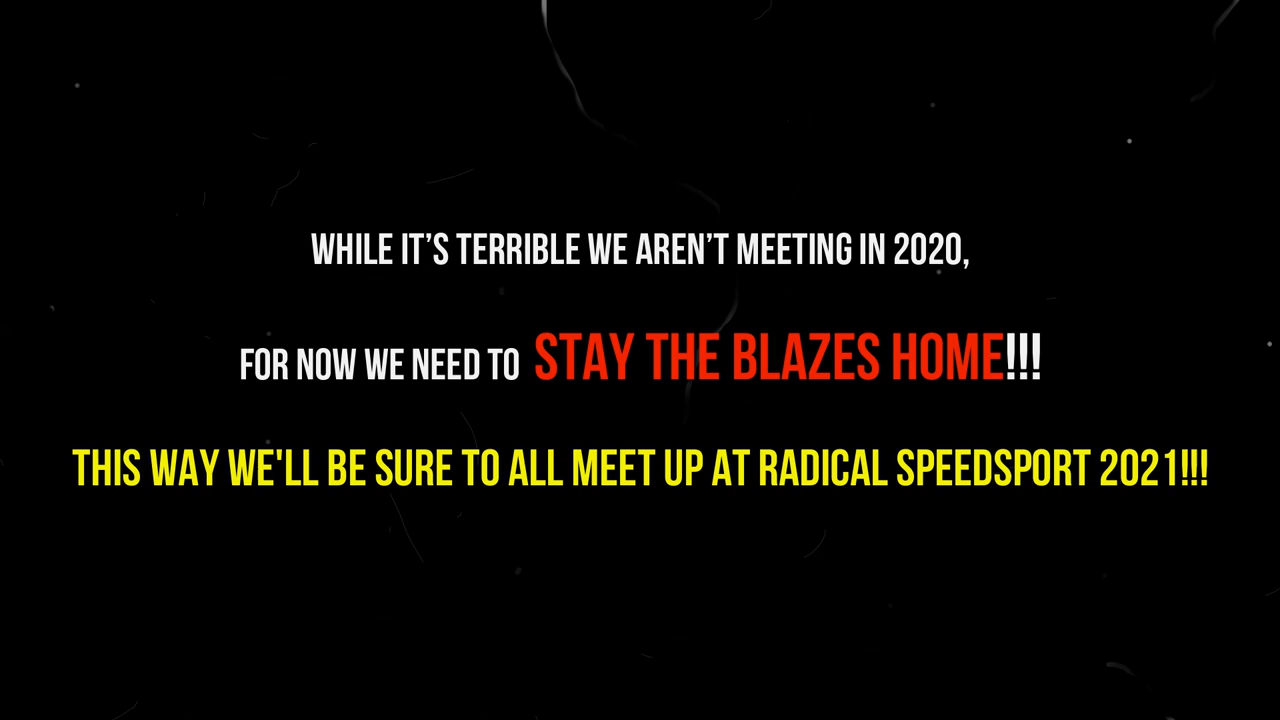 WHILE IT’S TERRIBLE WE AREN’T MEETING IN 2020,
FOR NOW WE NEED TO STAY THE BLAZES HOME!!!
THIS WAY WE'LL BE SURE TO ALL MEET UP AT RADICAL SPEEDSPORT 2021!!!